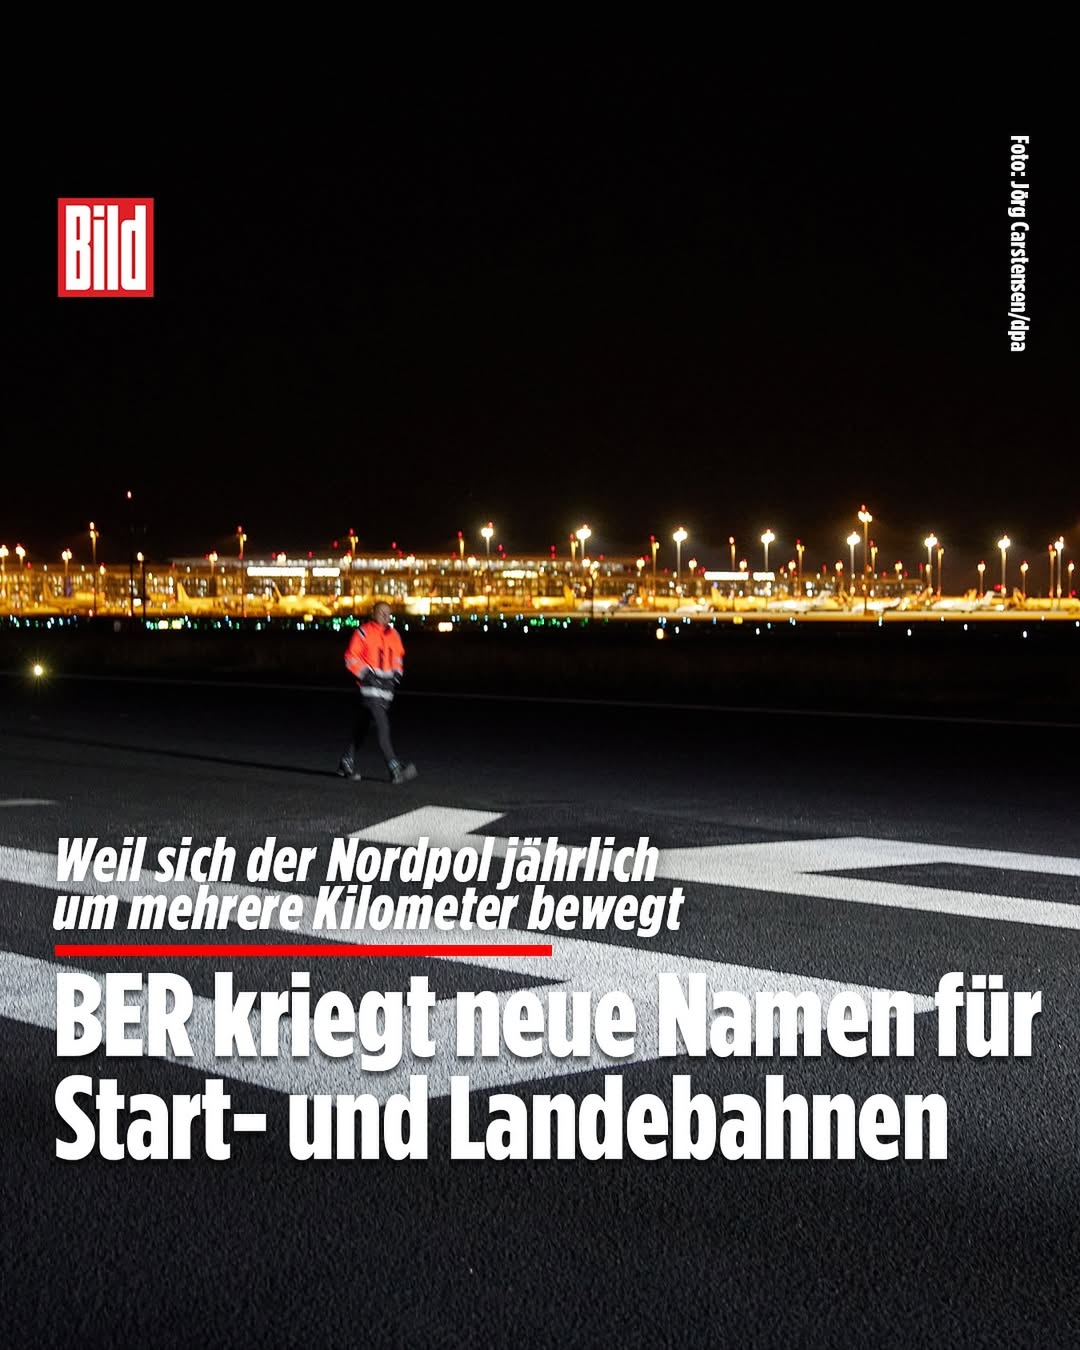 Foto: Jörg Carstensen/dpa
Bild
Weil sich der Nordpol jährlich
um mehrere Kilometer bewegt
BER kriegt neue Namen für
Start- und Landebahnen